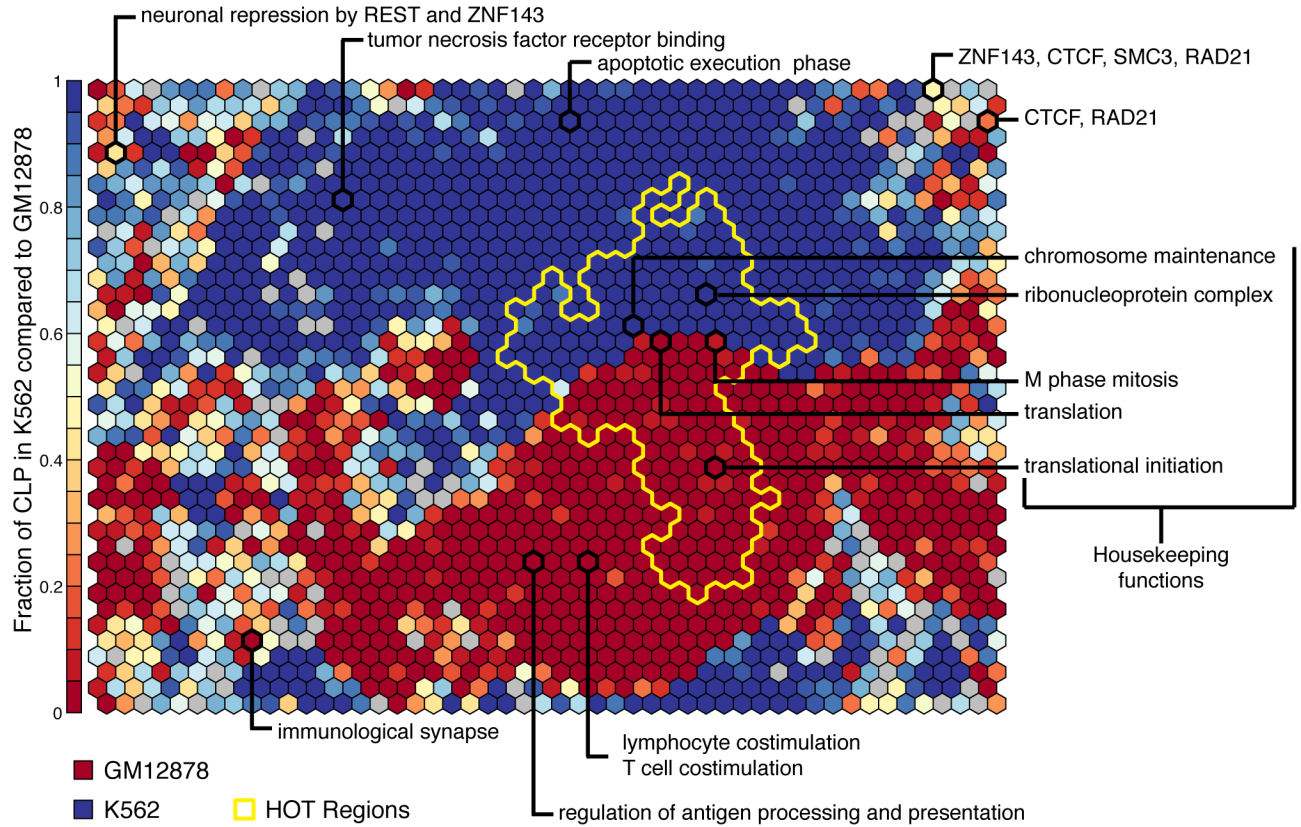 neuronal repression by REST and ZNF143
tumor necrosis factor receptor binding
apoptotic execution phase
ZNF143, CTCF, SMC3, RAD21
CTCF, RAD21
1
0.8
0.6
0.4
0.2
0
Fraction of CLP in K562 compared to GM12878
chromosome maintenance
ribonucleoprotein complex
M phase mitosis
translation
translational initiation
Housekeeping
functions
immunological synapse
lymphocyte costimulation
T cell costimulation
regulation of antigen processing and presentation
GM12878
K562
HOT Regions